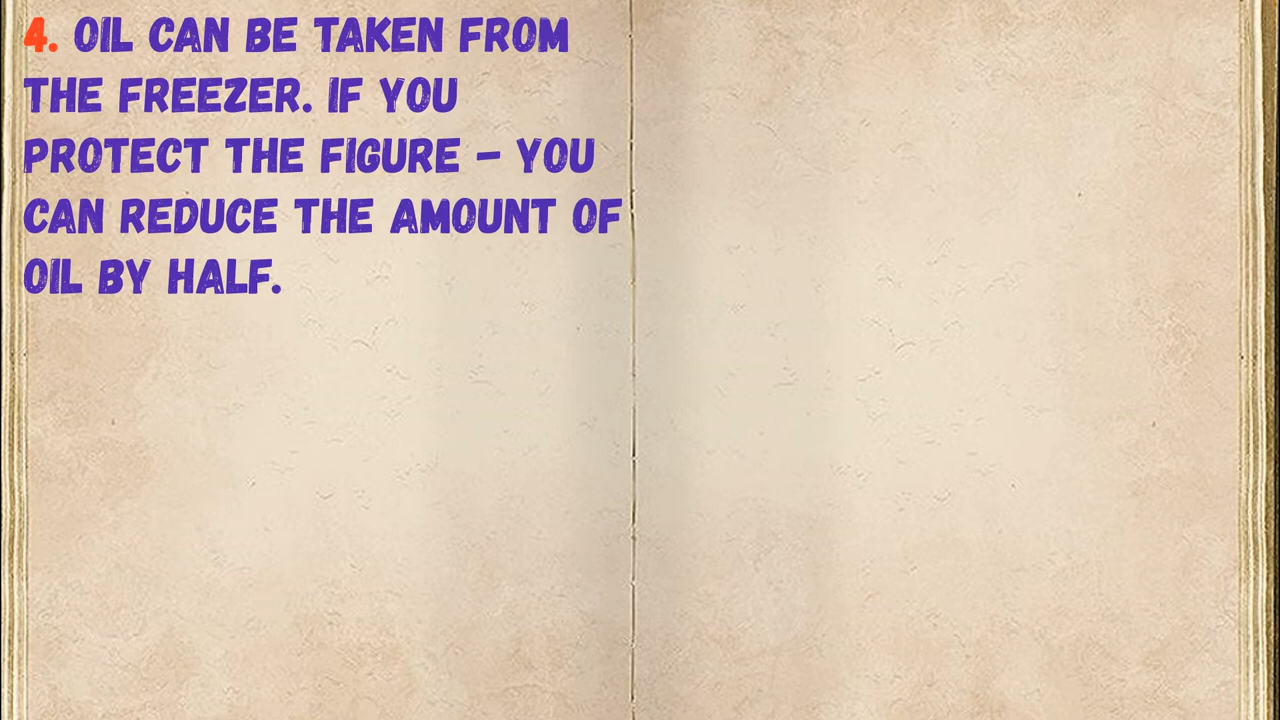 4. OIL CAN BE TAKEN FROM
THE FREEZER. IF YOU
PROTECT THE FIGURE – YOU
CAN REDUCE THE AMOUNT OF
OIL BY HALF.